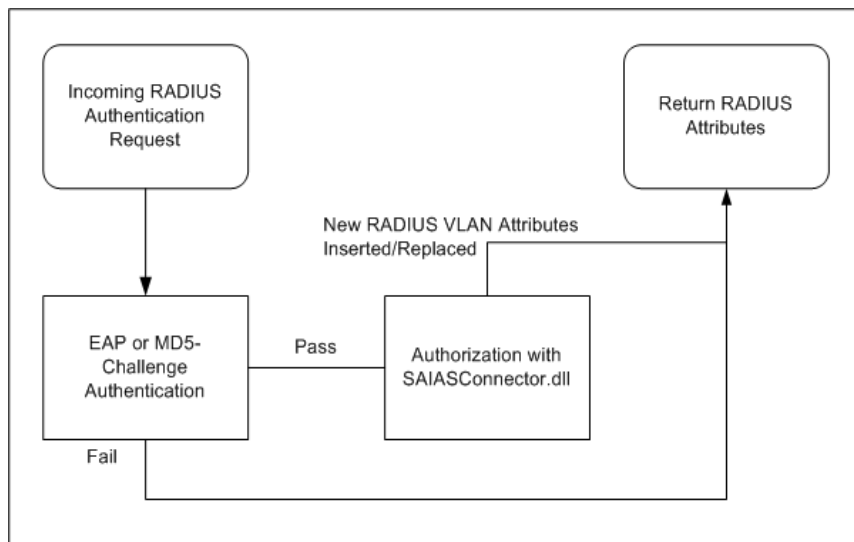 Incoming RADIUS
Authentication
Request
Return RADIUS
Attributes
New RADIUS VLAN Attributes
Inserted/Replaced
EAP or MD5-
Challenge
Authentication
Pass
Authorization with
SAIASConnector.dll
Fail